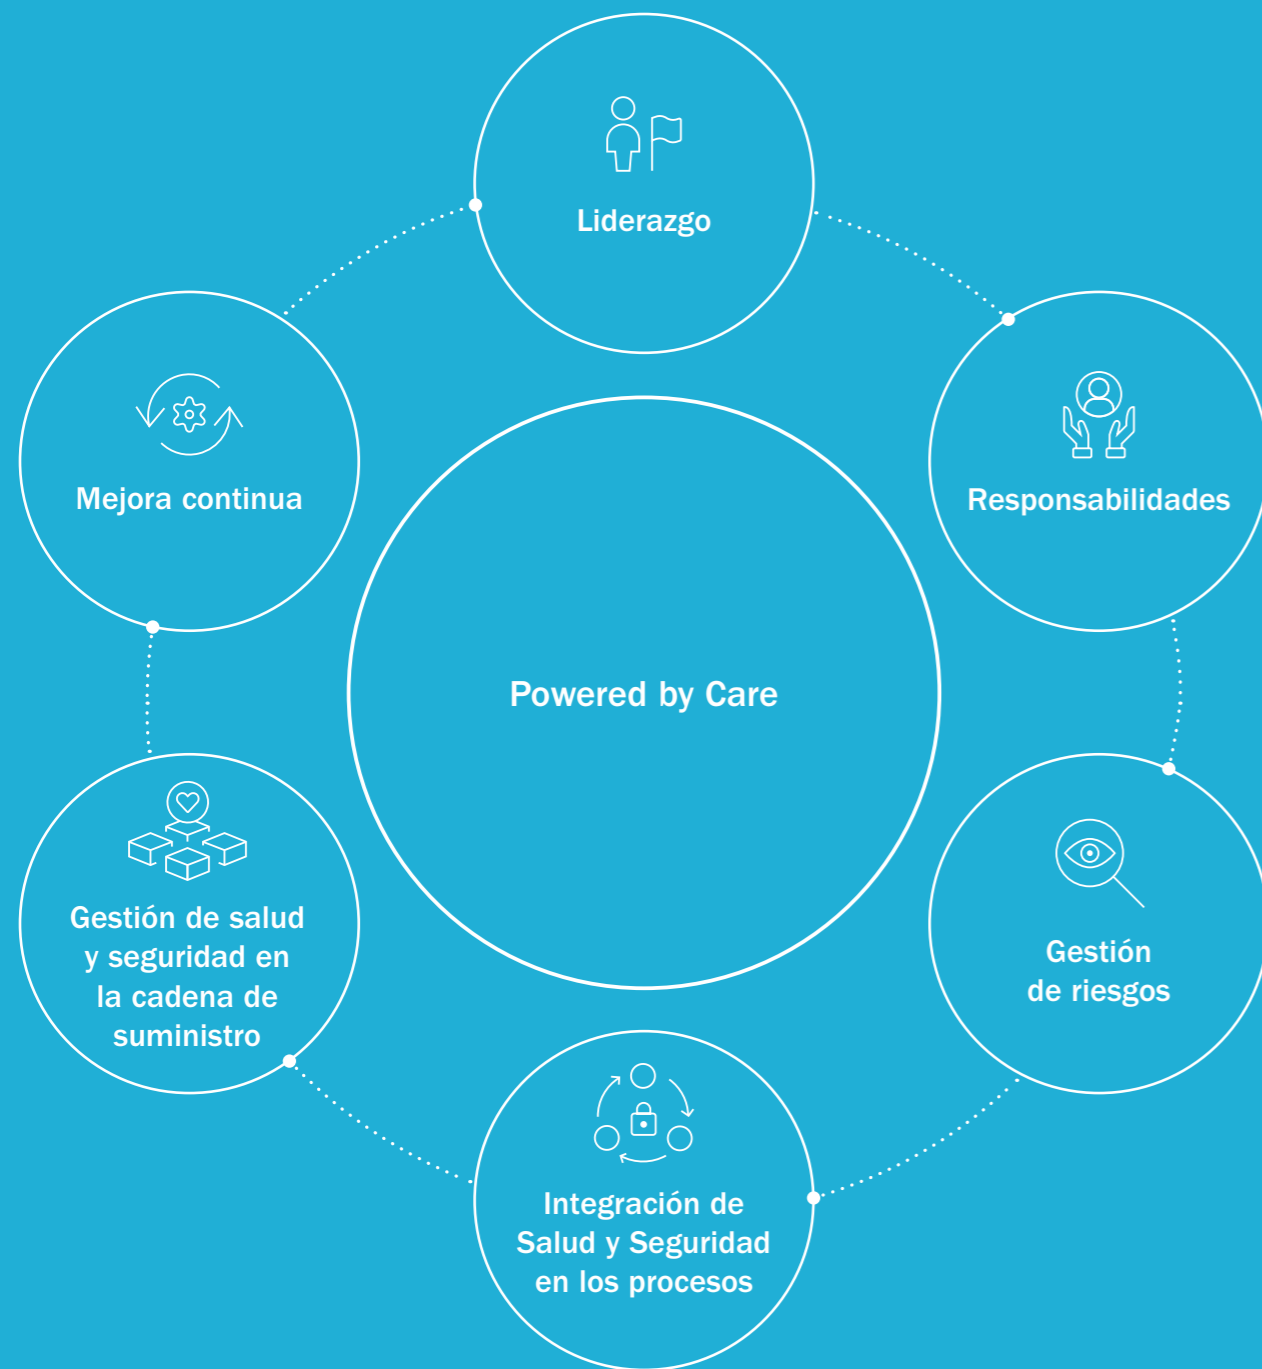 Liderazgo
Responsabilidades
Gestión
de riesgos
Integración de
Salud y Seguridad
en los procesos
Gestión de salud
y seguridad en
la cadena de
suministro
Mejora continua
Powered by Care